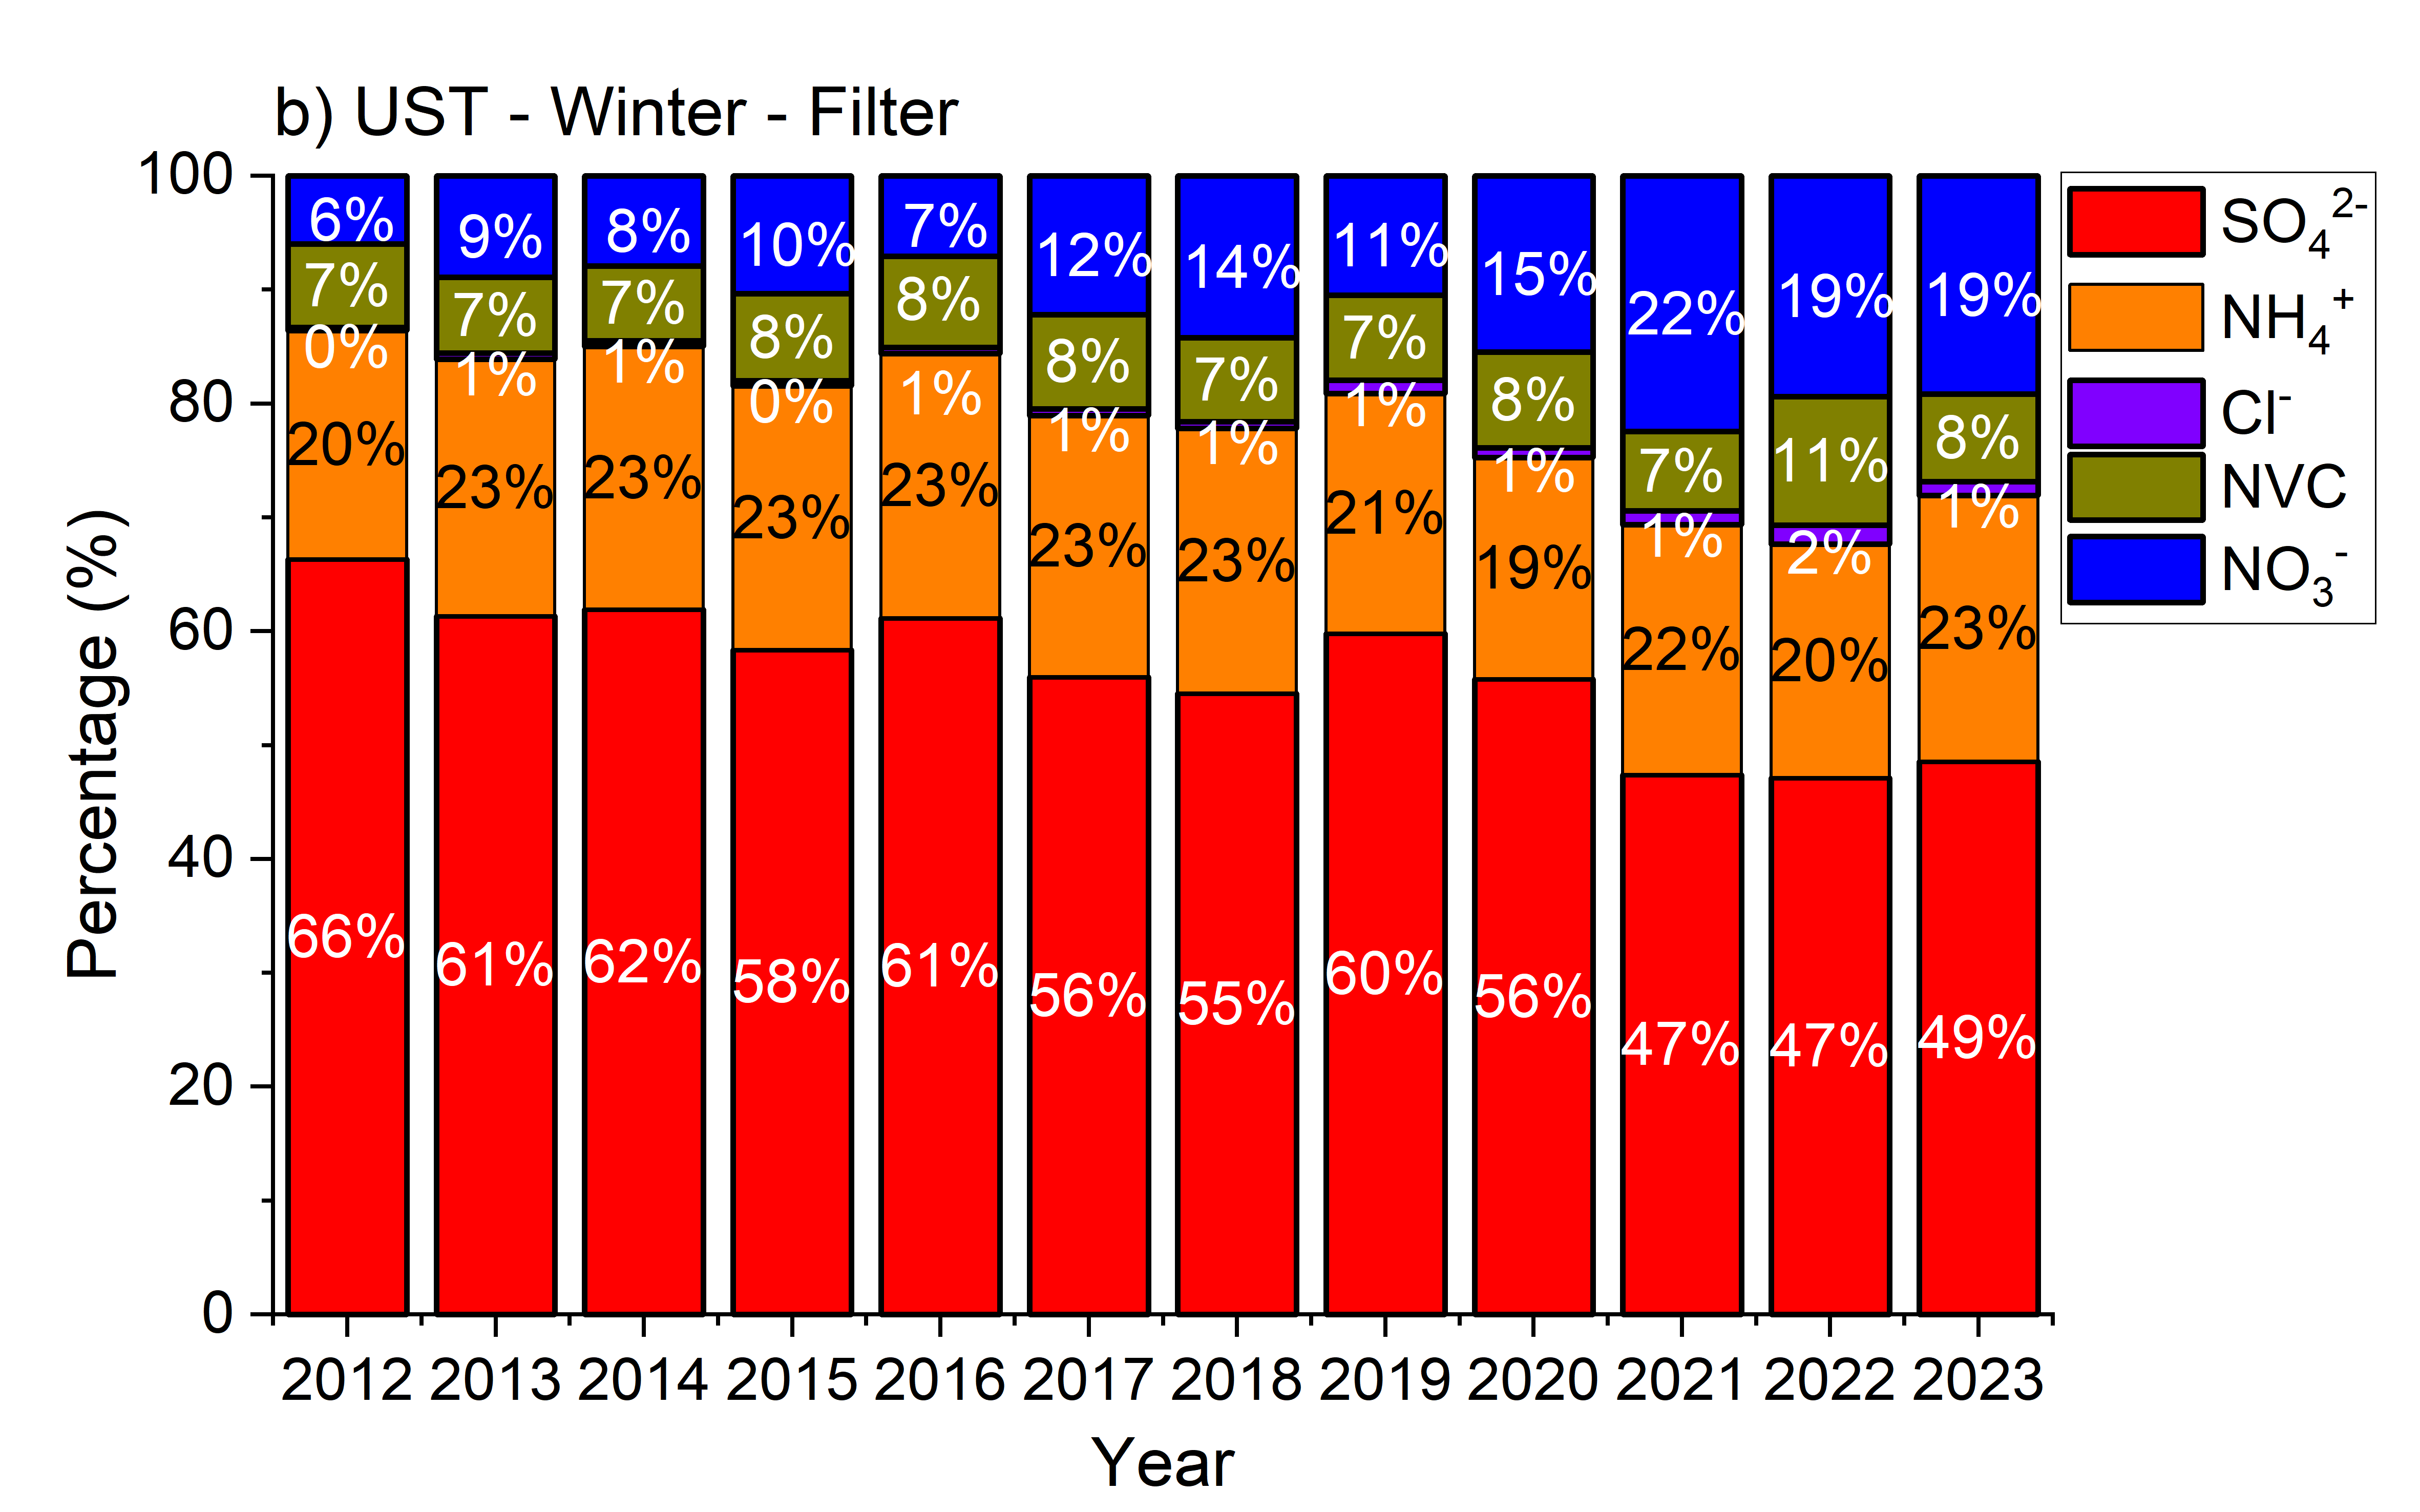 b) UST - Winter - Filter
100
80
60
40
20
0
Percentage (%)
6% 9% 8% 10% 7% 12% 14% 11% 15% 22% 19% 19%
7% 7% 7% 8% 8% 8% 7% 7% 8% 7% 11% 8%
0% 1% 1% 0% 1% 1% 1% 1% 1% 1% 2% 1%
20% 23% 23% 23% 23% 23% 23% 21% 19% 22% 20% 23%
66% 61% 62% 58% 61% 56% 55% 60% 56% 47% 47% 49%
2012 2013 2014 2015 2016 2017 2018 2019 2020 2021 2022 2023
Year
SO₄²⁻
NH₄⁺
Cl⁻
NVC
NO₃⁻